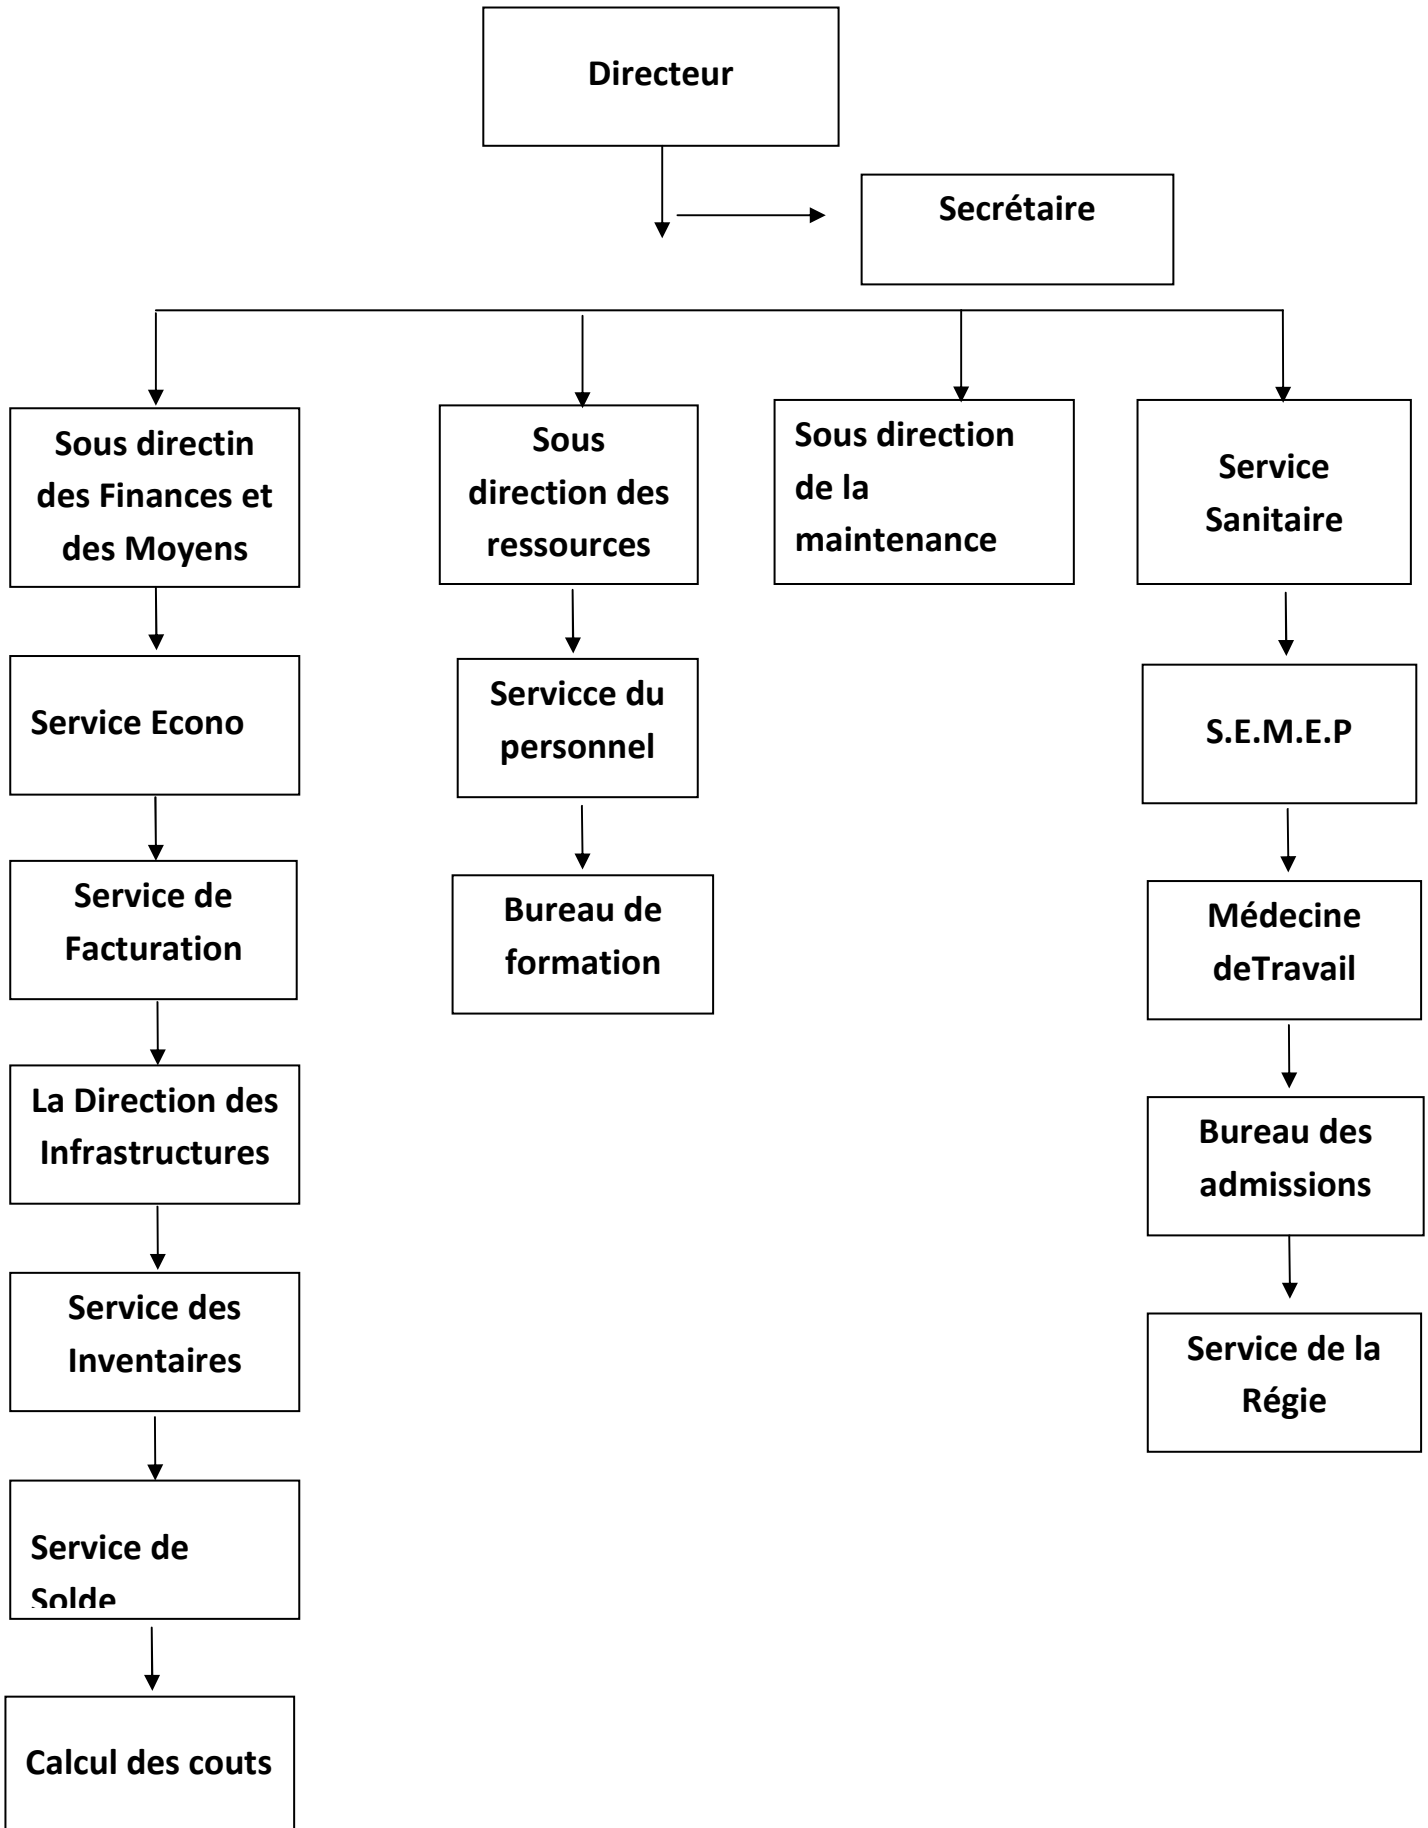 Directeur
Secrétaire
Sous directin
des Finances et
des Moyens
Sous
direction des
ressources
Sous direction
de la
maintenance
Service
Sanitaire
Service Econo
Servicce du
personnel
S.E.M.E.P
Service de
Facturation
Bureau de
formation
Médecine
deTravail
La Direction des
Infrastructures
Bureau des
admissions
Service des
Inventaires
Service de la
Régie
Service de
Solde
Calcul des couts